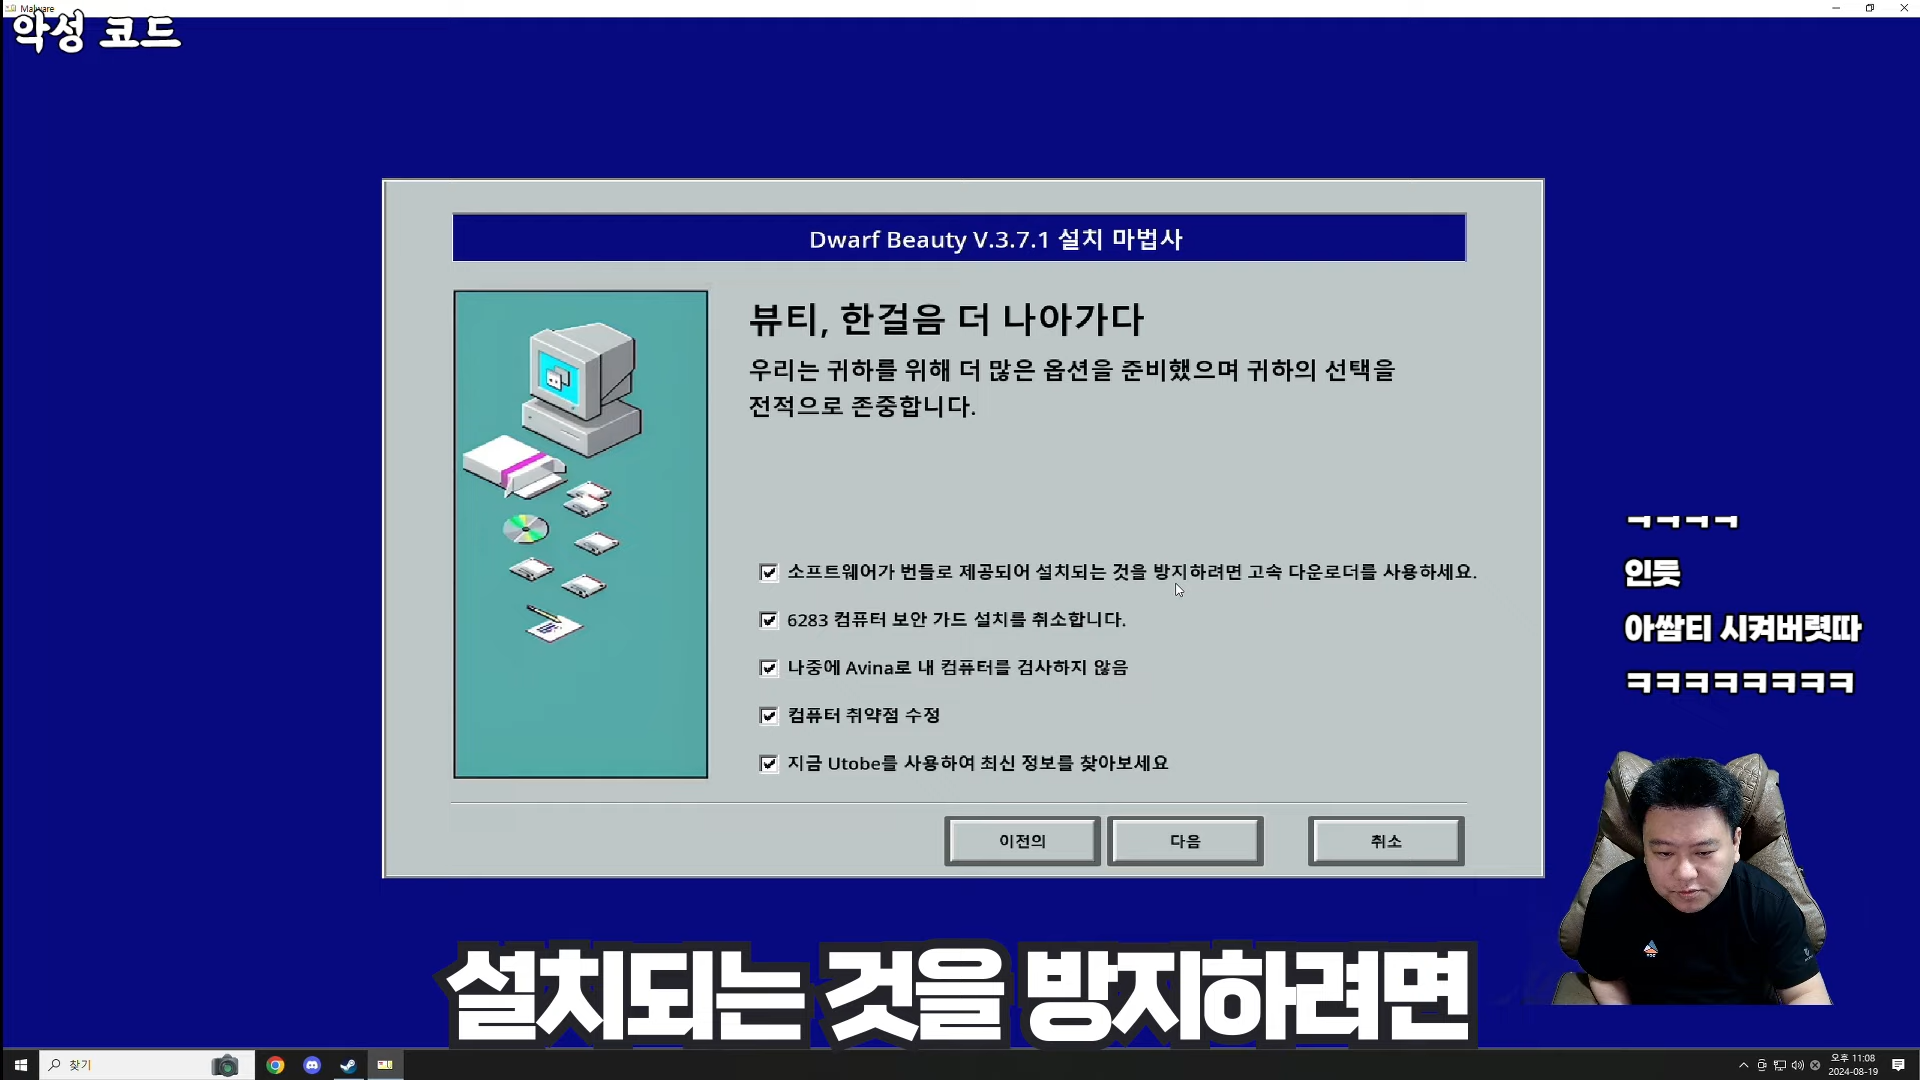 Malware
악성 코드
Dwarf Beauty V.3.7.1 설치 마법사
뷰티, 한걸음 더 나아가다
우리는 귀하를 위해 더 많은 옵션을 준비했으며 귀하의 선택을
전적으로 존중합니다.
소프트웨어가 번들로 제공되어 설치되는 것을 방지하려면 고속 다운로더를 사용하세요.
6283 컴퓨터 보안 가드 설치를 취소합니다.
나중에 Avina로 내 컴퓨터를 검사하지 않음
컴퓨터 취약점 수정
지금 Utobe를 사용하여 최신 정보를 찾아보세요
이전의
다음
취소
ㅋㅋㅋㅋ
인듯
아쌈티 시켜버렷따
ㅋㅋㅋㅋㅋㅋㅋㅋ
설치되는 것을 방지하려면
찾기
오후 11:08
2024-08-19